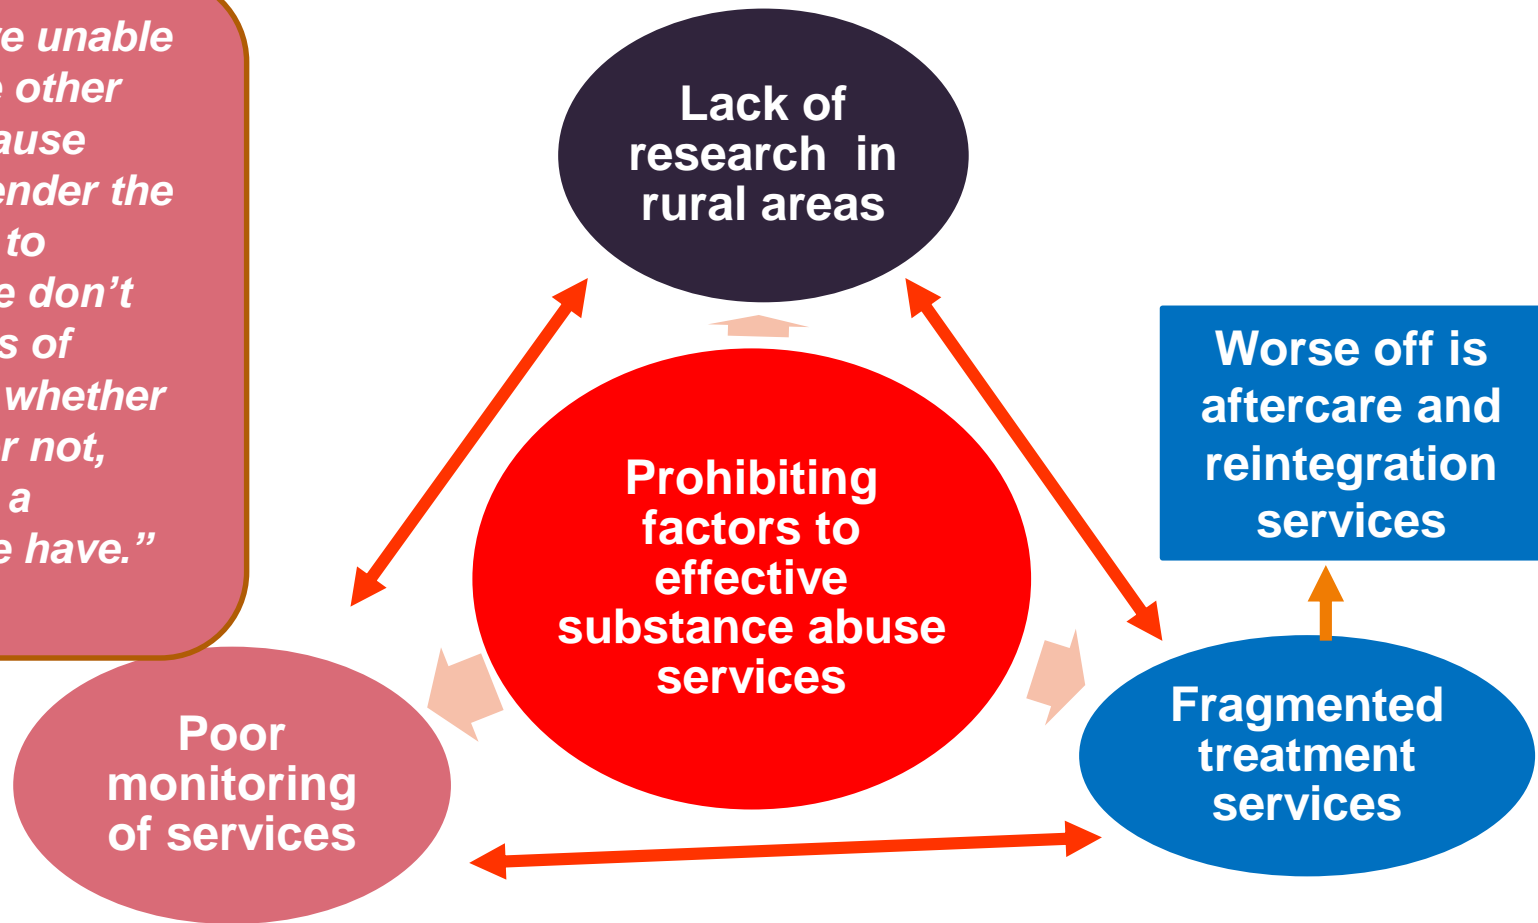 re unable
e other
ause
ender the
to
e don’t
s of
whether
or not,
a
e have.”
Lack of
research in
rural areas
Prohibiting
factors to
effective
substance abuse
services
Worse off is
aftercare and
reintegration
services
Poor
monitoring
of services
Fragmented
treatment
services